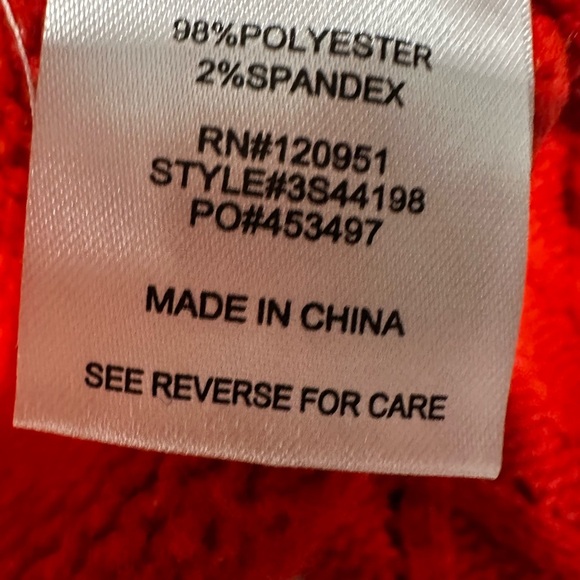 98%POLYESTER
2%SPANDEX
RN#120951
STYLE#3S44198
PO#453497
MADE IN CHINA
SEE REVERSE FOR CARE